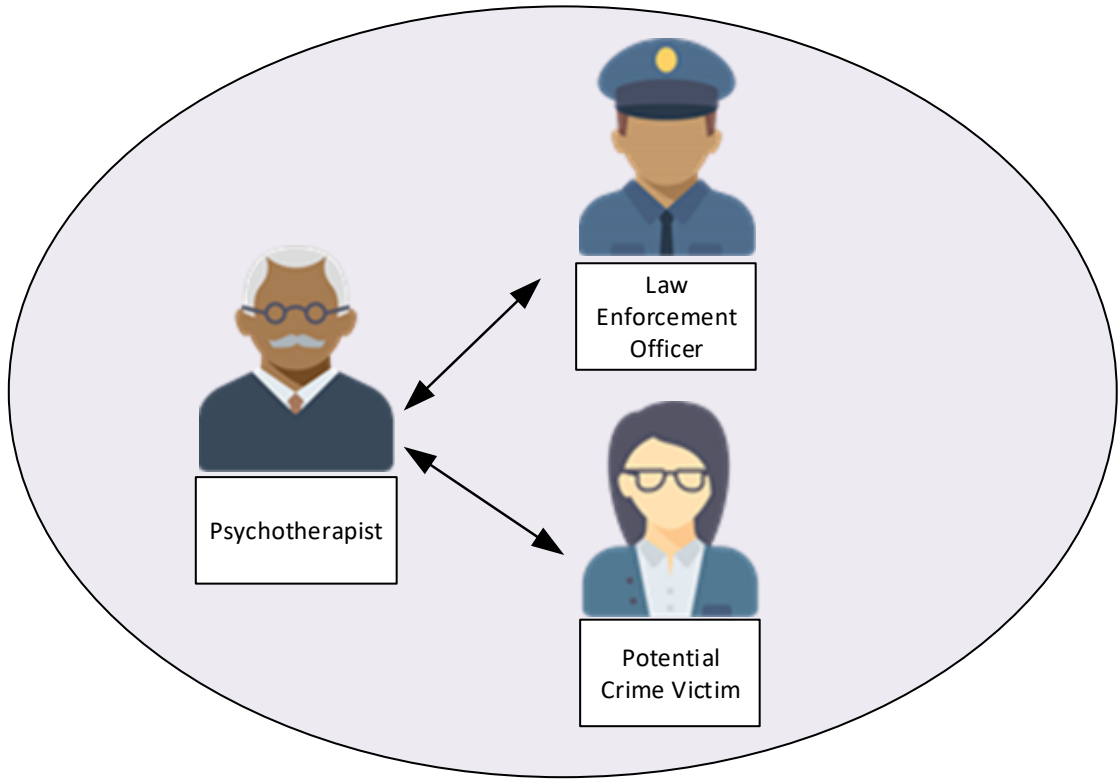 Law
Enforcement
Officer
Psychotherapist
Potential
Crime Victim